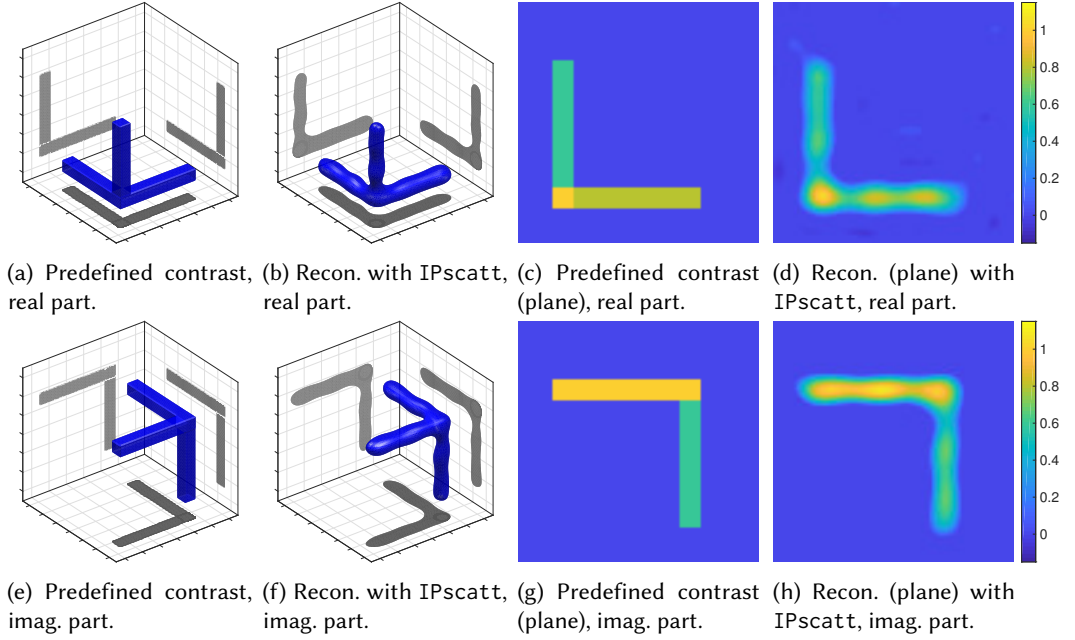 1
0.8
0.6
0.4
0.2
0
(a) Predefined contrast,
real part.
(b) Recon. with IPscatt,
real part.
(c) Predefined contrast
(plane), real part.
(d) Recon. (plane) with
IPscatt, real part.
1
0.8
0.6
0.4
0.2
0
(e) Predefined contrast,
imag. part.
(f) Recon. with IPscatt,
imag. part.
(g) Predefined contrast
(plane), imag. part.
(h) Recon. (plane) with
IPscatt, imag. part.